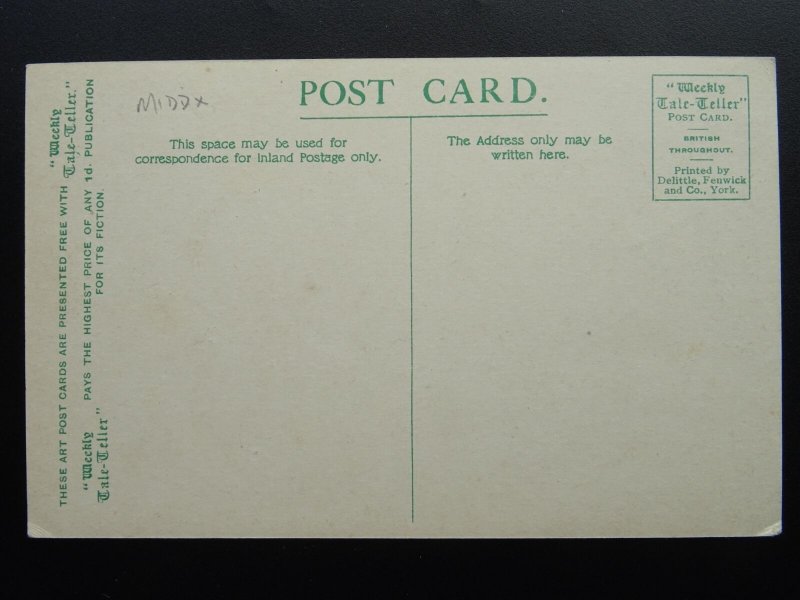 THESE ART POST CARDS ARE PRESENTED FREE WITH "Weekly Tale-Teller."
"Weekly Tale-Teller" PAYS THE HIGHEST PRICE OF ANY 1d. PUBLICATION
FOR ITS FICTION.
MIDDX
POST CARD.
This space may be used for
correspondence for Inland Postage only.
The Address only may be
written here.
"Weekly
Tale-Teller"
POST CARD.
BRITISH
THROUGHOUT.
Printed by
Delittle, Fenwick
and Co., York.